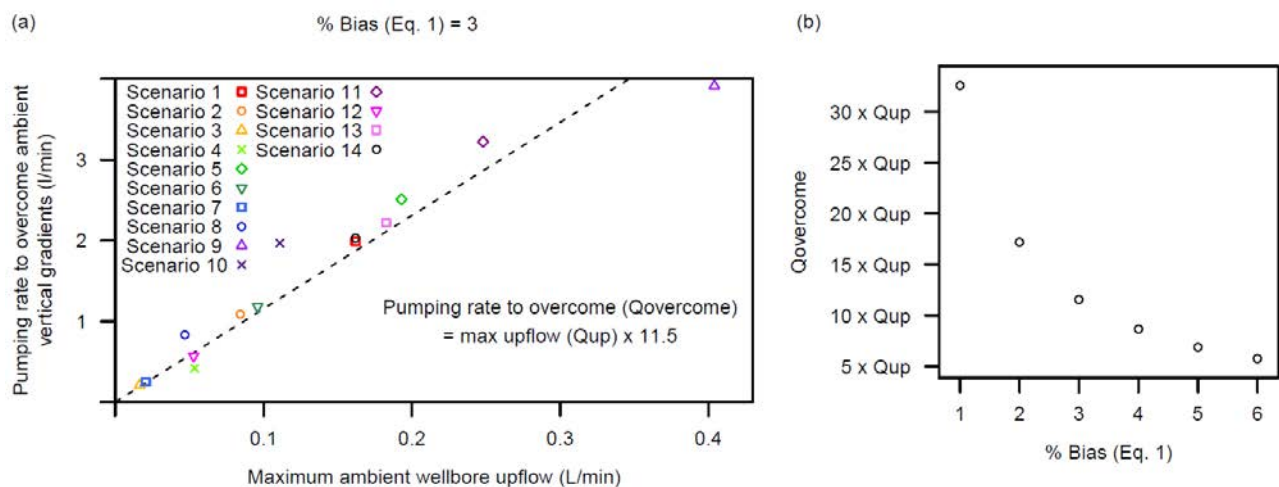 (a)
% Bias (Eq. 1) = 3
Pumping rate to overcome ambient
vertical gradients (l/min)
3
2
1
Scenario 1
Scenario 2
Scenario 3
Scenario 4
Scenario 5
Scenario 6
Scenario 7
Scenario 8
Scenario 9
Scenario 10
Scenario 11
Scenario 12
Scenario 13
Scenario 14
Pumping rate to overcome (Qovercome)
= max upflow (Qup) x 11.5
0.1
0.2
0.3
0.4
Maximum ambient wellbore upflow (L/min)
(b)
Qovercome
30 x Qup
25 x Qup
20 x Qup
15 x Qup
10 x Qup
5 x Qup
1
2
3
4
5
6
% Bias (Eq. 1)